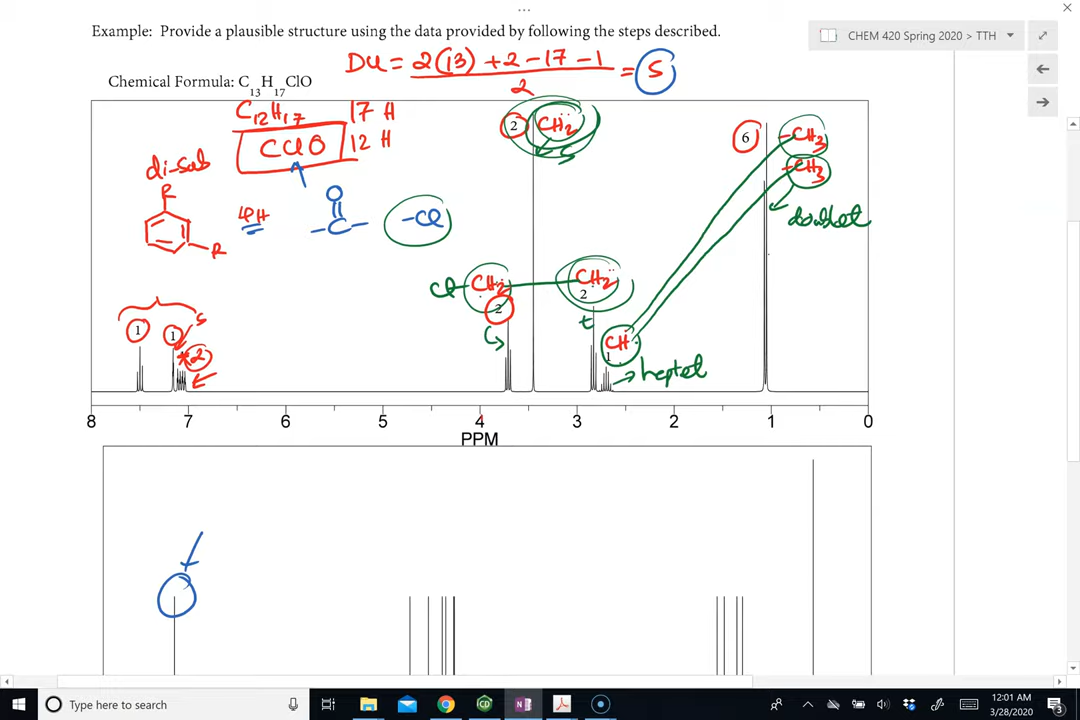 Example: Provide a plausible structure using the data provided by following the steps described.
CHEM 420 Spring 2020 > TTH
DU = 2(13) + 2 - 17 - 1 / 2 = 5
Chemical Formula: C13H17ClO
C12H17 17 H
CClO 12 H
2 CH2
S
6 -CH3
-CH3
doublet
di-sub
R
R
4H
O
-C-
-Cl
Cl-CH2 CH2
2 2
t
CH
1
heptet
1 1 S
*2
8 7 6 5 4 3 2 1 0
PPM
Type here to search
12:01 AM
3/28/2020
3